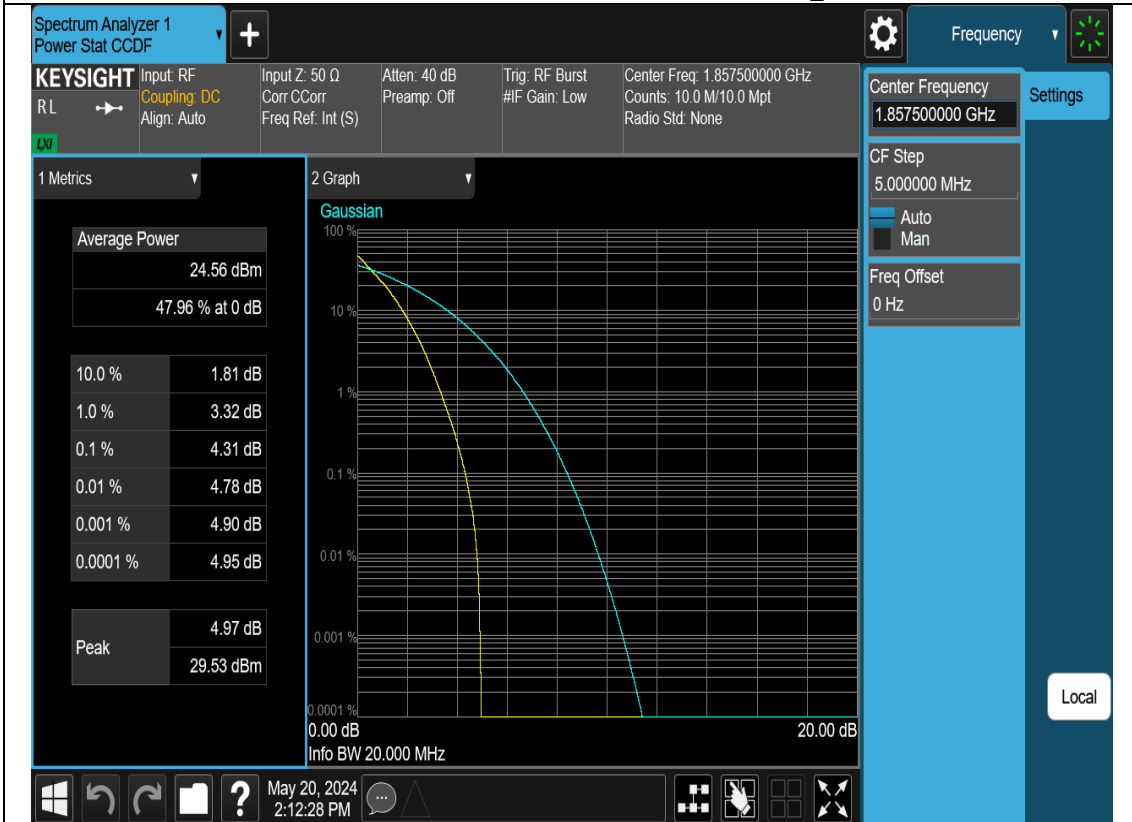 Spectrum Analyzer 1
Power Stat CCDF
Frequency
KEYSIGHT
RL
LXI
Input: RF
Coupling: DC
Align: Auto
Input Z: 50 Ω
Corr CCorr
Freq Ref: Int (S)
Atten: 40 dB
Preamp: Off
Trig: RF Burst
#IF Gain: Low
Center Freq: 1.857500000 GHz
Counts: 10.0 M/10.0 Mpt
Radio Std: None
Center Frequency
1.857500000 GHz
Settings
CF Step
5.000000 MHz
Auto
Man
Freq Offset
0 Hz
1 Metrics
Average Power
24.56 dBm
47.96 % at 0 dB
10.0 % 1.81 dB
1.0 % 3.32 dB
0.1 % 4.31 dB
0.01 % 4.78 dB
0.001 % 4.90 dB
0.0001 % 4.95 dB
Peak
4.97 dB
29.53 dBm
2 Graph
Gaussian
100 %
10 %
1 %
0.1 %
0.01 %
0.001 %
0.0001 %
0.00 dB 20.00 dB
Info BW 20.000 MHz
Local
May 20, 2024
2:12:28 PM